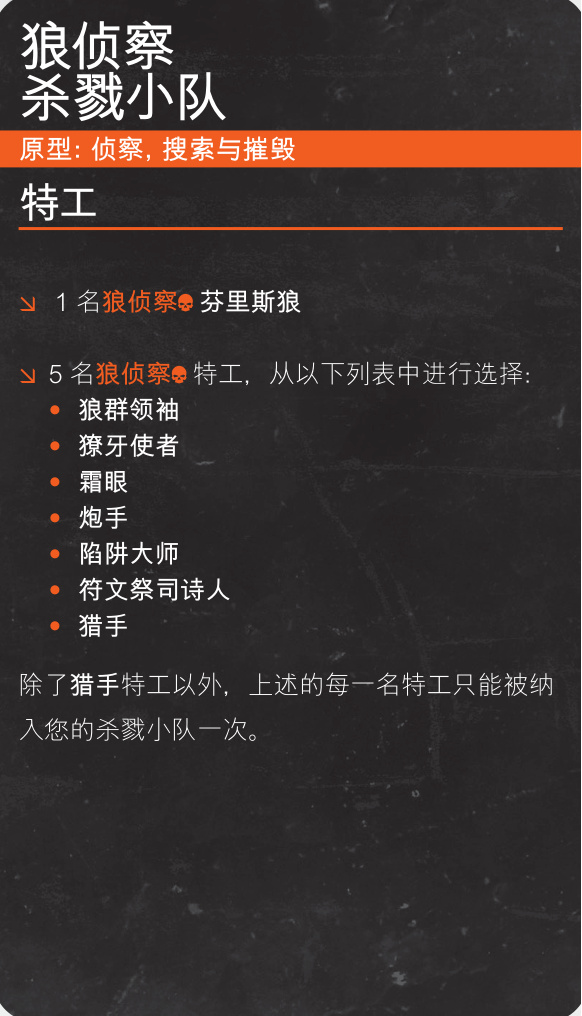 狼侦察
杀戮小队
原型: 侦察, 搜索与摧毁
特工
1 名狼侦察 芬里斯狼
5 名狼侦察 特工，从以下列表中进行选择:
狼群领袖
獠牙使者
霜眼
炮手
陷阱大师
符文祭司诗人
猎手
除了猎手特工以外，上述的每一名特工只能被纳
入您的杀戮小队一次。